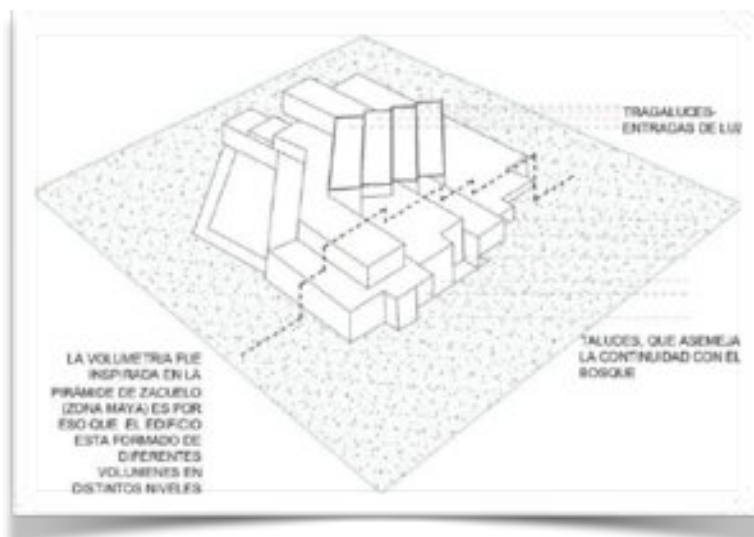 TRAGALUCES-
ENTRADAS DE LUZ
TALUDES, QUE ASEMEJA
LA CONTINUIDAD CON EL
BOSQUE
LA VOLUMETRIA FUE
INSPIRADA EN LA
PIRÁMIDE DE ZACUELO
(ZONA MAYA) ES POR
ESO QUE EL EDIFICIO
ESTA FORMADO DE
DIFERENTES
VOLUMENES EN
DISTINTOS NIVELES